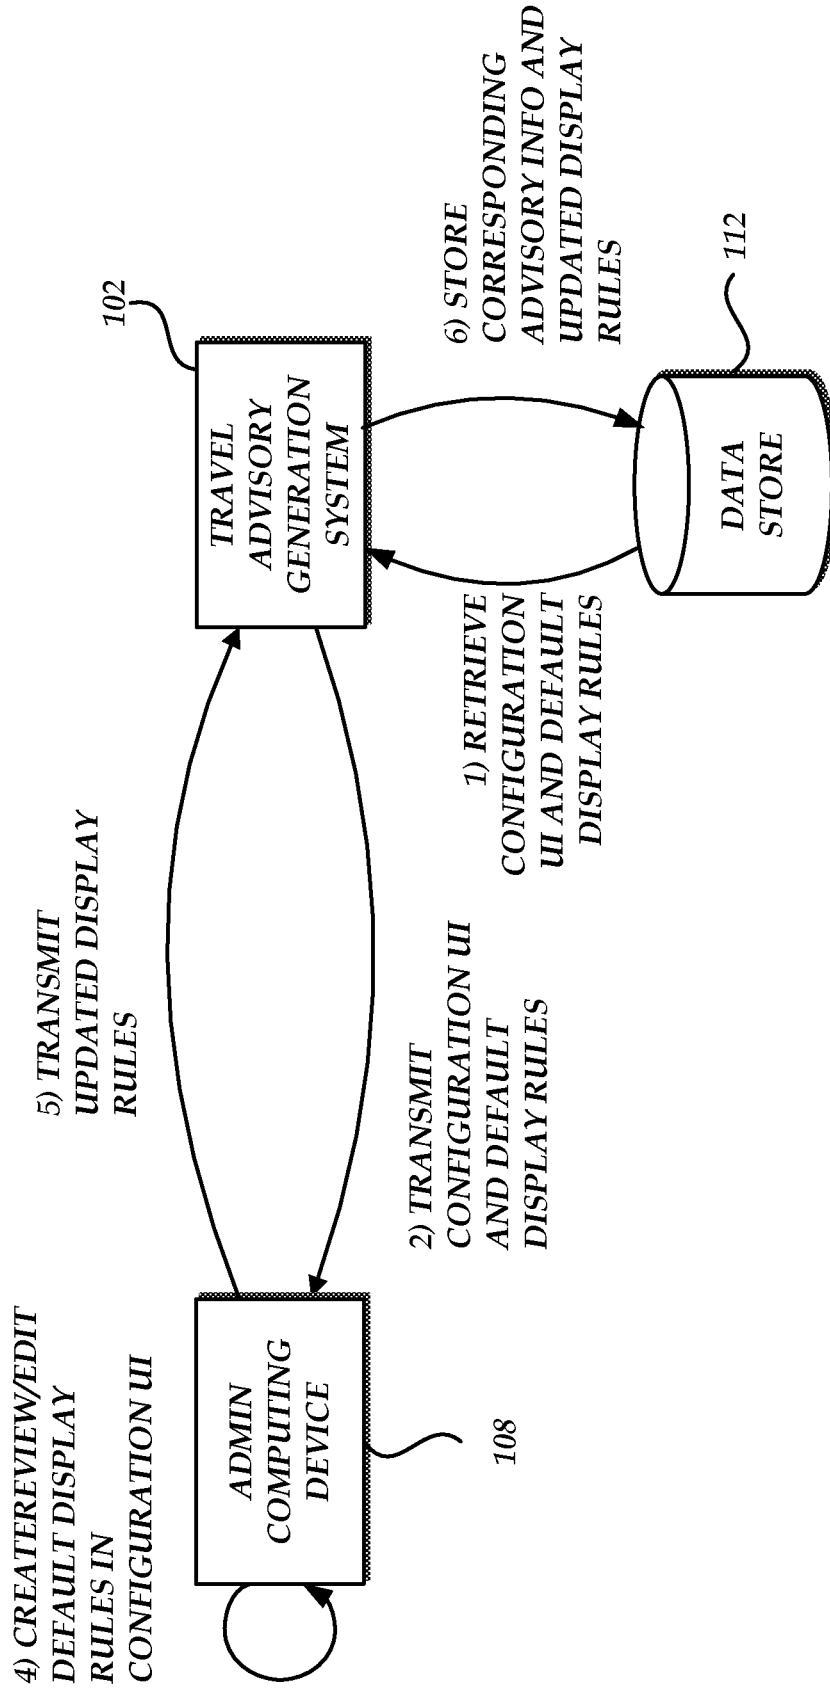 4) CREATEREVIEW/EDIT
DEFAULT DISPLAY
RULES IN
CONFIGURATION UI
5) TRANSMIT
UPDATED DISPLAY
RULES
102
ADMIN
COMPUTING
DEVICE
108
TRAVEL
ADVISORY
GENERATION
SYSTEM
2) TRANSMIT
CONFIGURATION UI
AND DEFAULT
DISPLAY RULES
1) RETRIEVE
CONFIGURATION
UI AND DEFAULT
DISPLAY RULES
6) STORE
CORRESPONDING
ADVISORY INFO AND
UPDATED DISPLAY
RULES
DATA
STORE
112